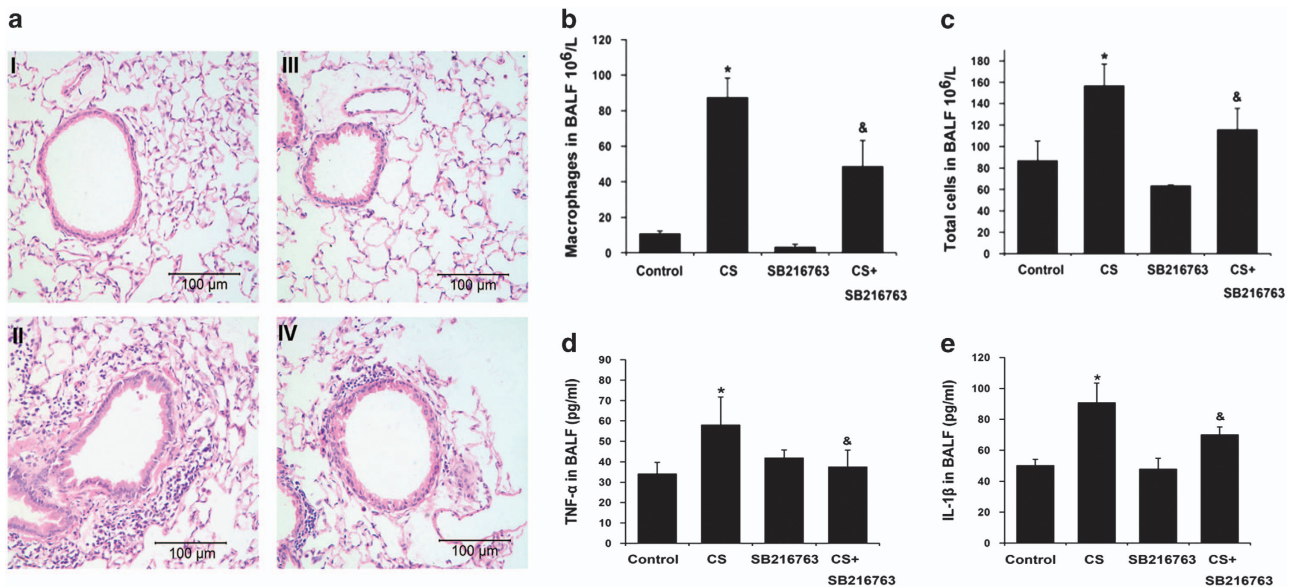 a
I
100 µm
III
100 µm
II
100 µm
IV
100 µm
b
Macrophages in BALF 10⁶/L
120
100
80
60
40
20
0
*
&
Control CS SB216763 CS+
SB216763
c
Total cells in BALF 10⁶/L
180
160
140
120
100
80
60
40
20
0
*
&
Control CS SB216763 CS+
SB216763
d
TNF-α in BALF (pg/ml)
90
80
70
60
50
40
30
20
10
0
*
&
Control CS SB216763 CS+
SB216763
e
IL-1β in BALF (pg/ml)
120
100
80
60
40
20
0
*
&
Control CS SB216763 CS+
SB216763